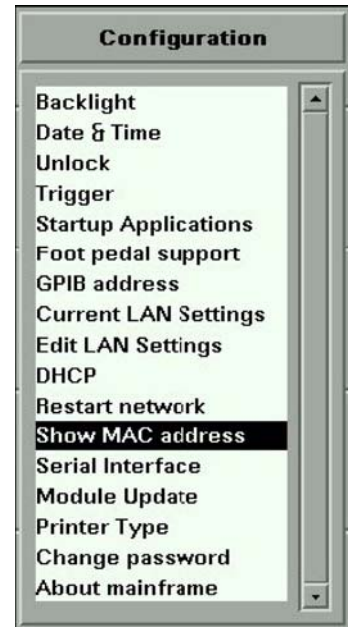 Configuration
Backlight
Date & Time
Unlock
Trigger
Startup Applications
Foot pedal support
GPIB address
Current LAN Settings
Edit LAN Settings
DHCP
Restart network
Show MAC address
Serial Interface
Module Update
Printer Type
Change password
About mainframe